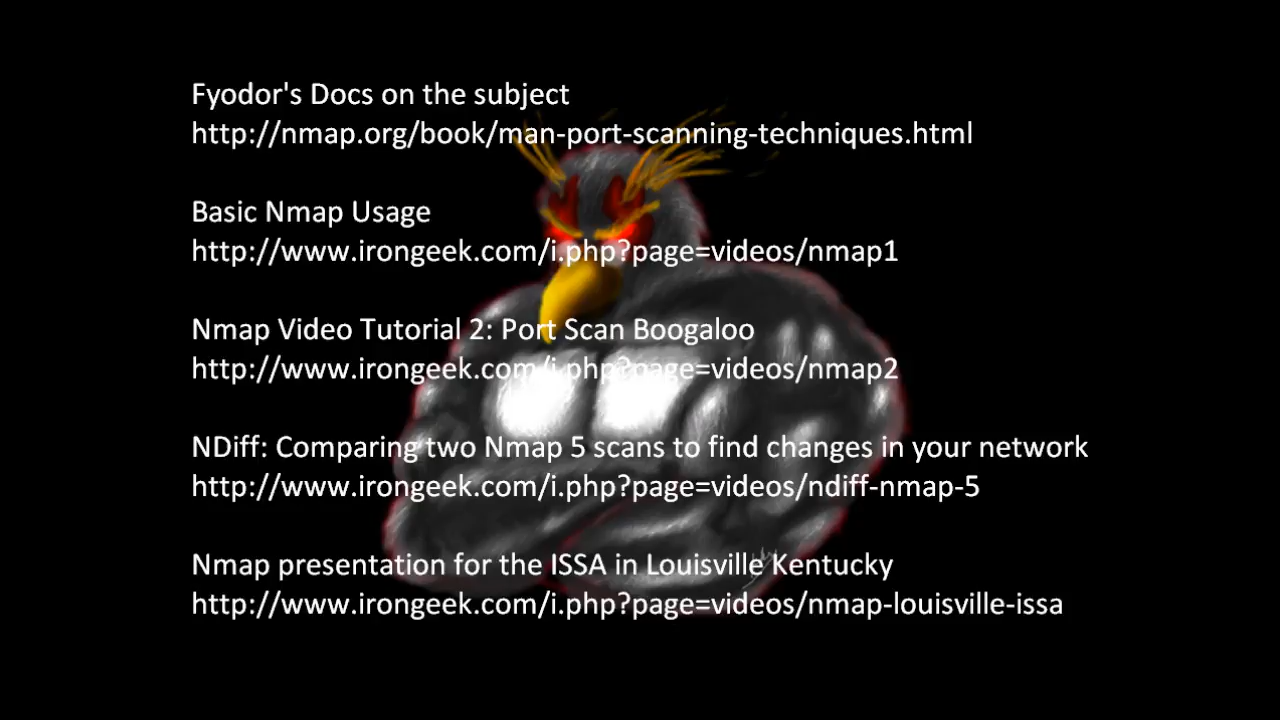 Fyodor's Docs on the subject
http://nmap.org/book/man-port-scanning-techniques.html
Basic Nmap Usage
http://www.irongeek.com/i.php?page=videos/nmap1
Nmap Video Tutorial 2: Port Scan Boogaloo
http://www.irongeek.com/i.php?page=videos/nmap2
NDiff: Comparing two Nmap 5 scans to find changes in your network
http://www.irongeek.com/i.php?page=videos/ndiff-nmap-5
Nmap presentation for the ISSA in Louisville Kentucky
http://www.irongeek.com/i.php?page=videos/nmap-louisville-issa